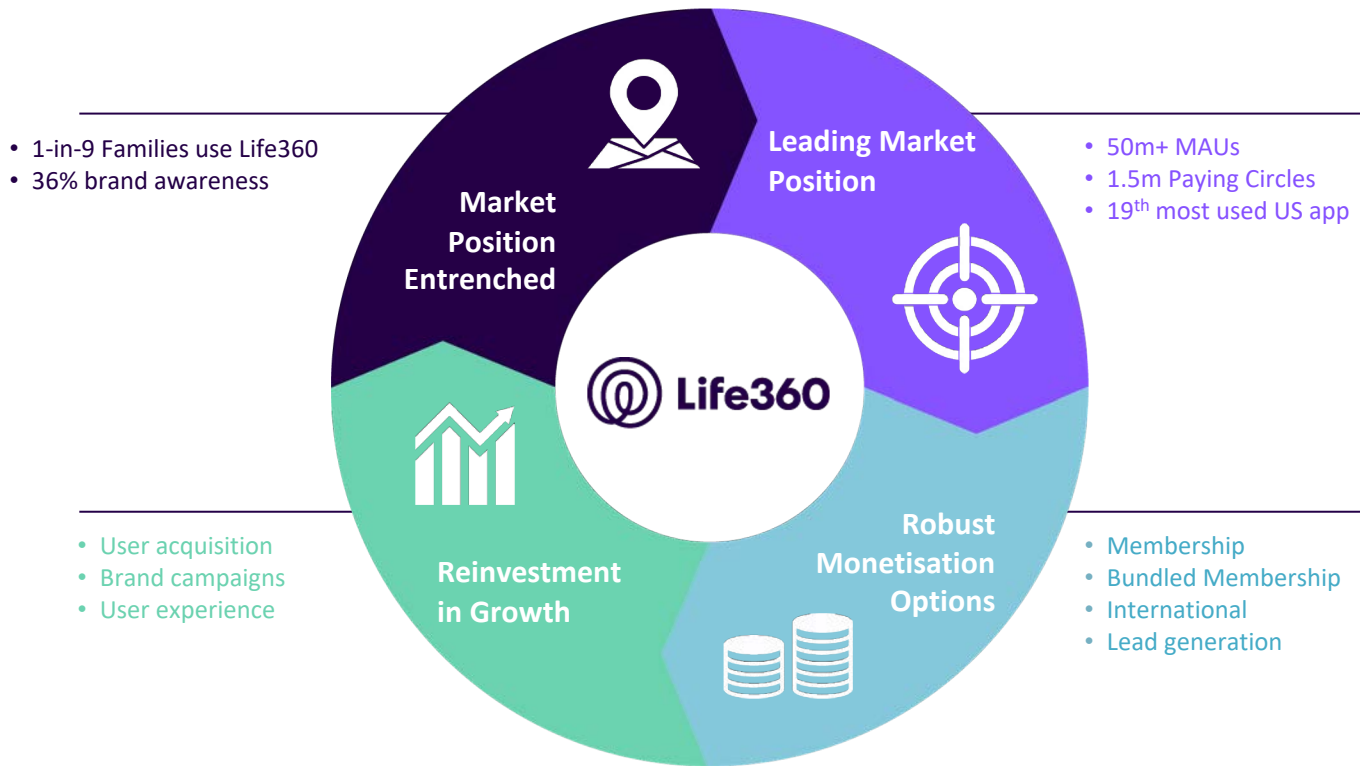 • 1-in-9 Families use Life360
• 36% brand awareness
Market
Position
Entrenched
Leading Market
Position
• 50m+ MAUs
• 1.5m Paying Circles
• 19th most used US app
Life360
• User acquisition
• Brand campaigns
• User experience
Reinvestment
in Growth
Robust
Monetisation
Options
• Membership
• Bundled Membership
• International
• Lead generation